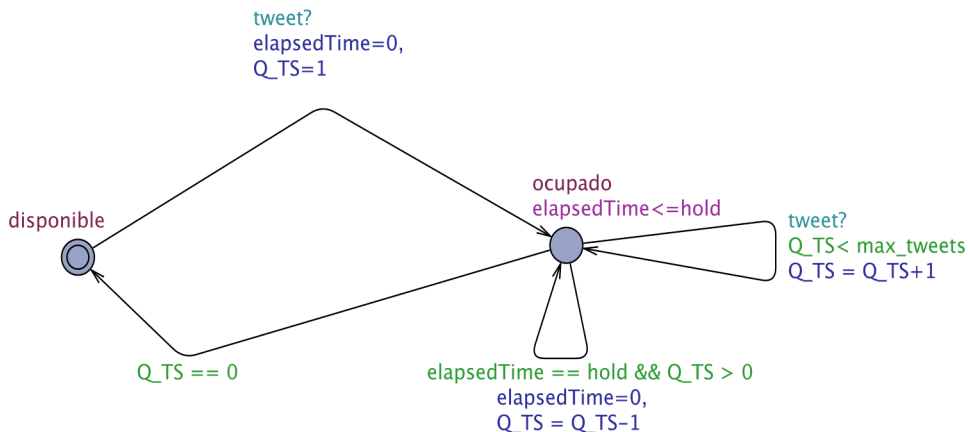 tweet?
elapsedTime=0,
Q_TS=1
disponible
ocupado
elapsedTime<=hold
tweet?
Q_TS< max_tweets
Q_TS = Q_TS+1
Q_TS == 0
elapsedTime == hold && Q_TS > 0
elapsedTime=0,
Q_TS = Q_TS-1